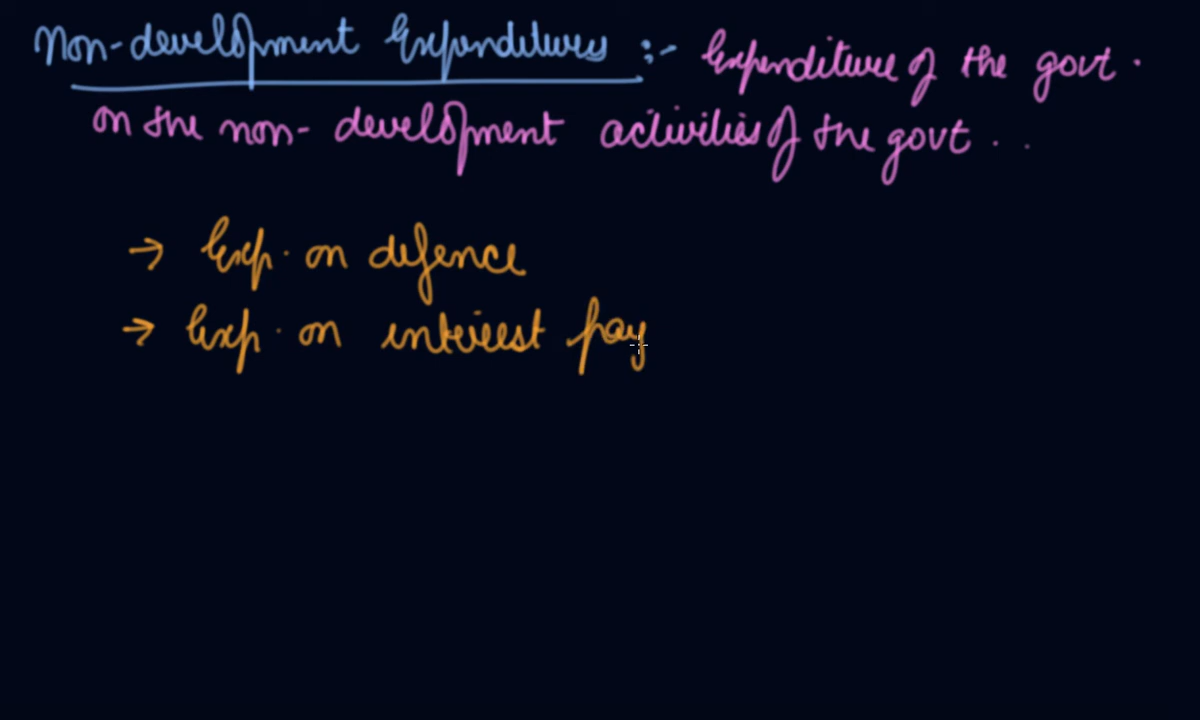 Non-development Expenditures :- Expenditure of the govt.
on the non-development activities of the govt..
→ Exp. on defence
→ Exp. on interest pay